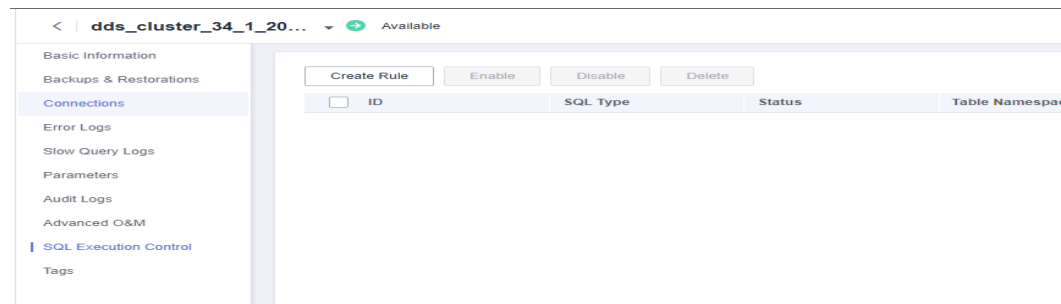 < dds_cluster_34_1_20... Available
Basic Information
Backups & Restorations
Connections
Error Logs
Slow Query Logs
Parameters
Audit Logs
Advanced O&M
SQL Execution Control
Tags
Create Rule Enable Disable Delete
ID SQL Type Status Table Namespac